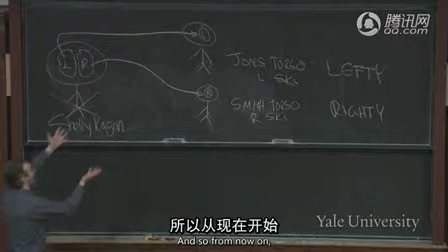 腾讯网
QQ.com
L R
L
JONES TORSO
L SK's
LEFTY
R
SMITH TORSO
R SK's
RIGHTY
Shelly Kagan
所以从现在开始
And so from now on,
Yale University